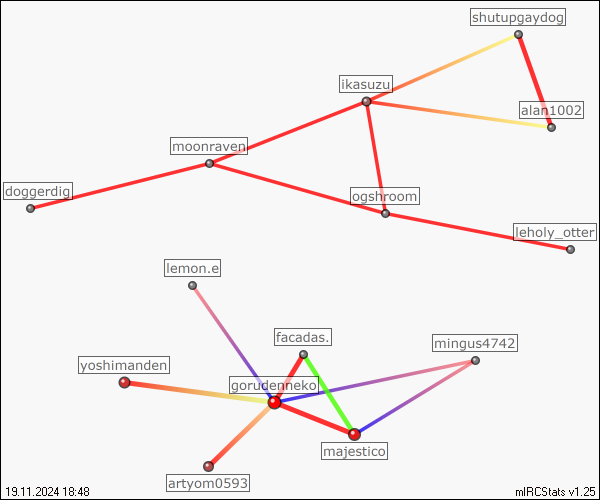 shutupgaydog
ikasuzu
alan1002
moonraven
doggerdig
ogshroom
leholy_otter
lemon.e
facadas.
mingus4742
yoshimanden
gorudenneko
majestico
artyom0593
19.11.2024 18:48
mIRCStats v1.25